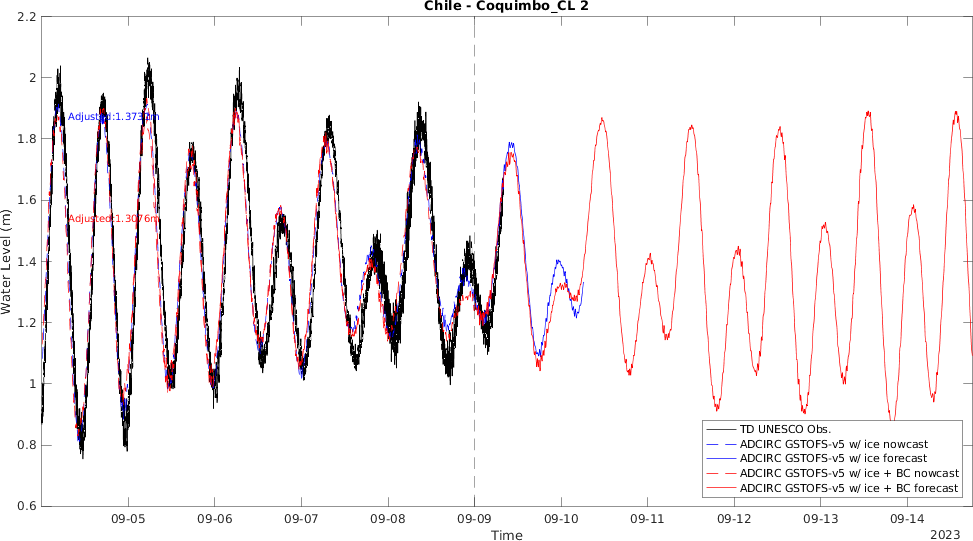 Chile - Coquimbo_CL 2
2.2
2
1.8
1.6
1.4
1.2
1
0.8
0.6
Water Level (m)
Adjusted:1.3076m
TD UNESCO Obs.
ADCIRC GSTOFS-v5 w/ ice nowcast
ADCIRC GSTOFS-v5 w/ ice forecast
ADCIRC GSTOFS-v5 w/ ice + BC nowcast
ADCIRC GSTOFS-v5 w/ ice + BC forecast
09-05 09-06 09-07 09-08 09-09 09-10 09-11 09-12 09-13 09-14
Time
2023